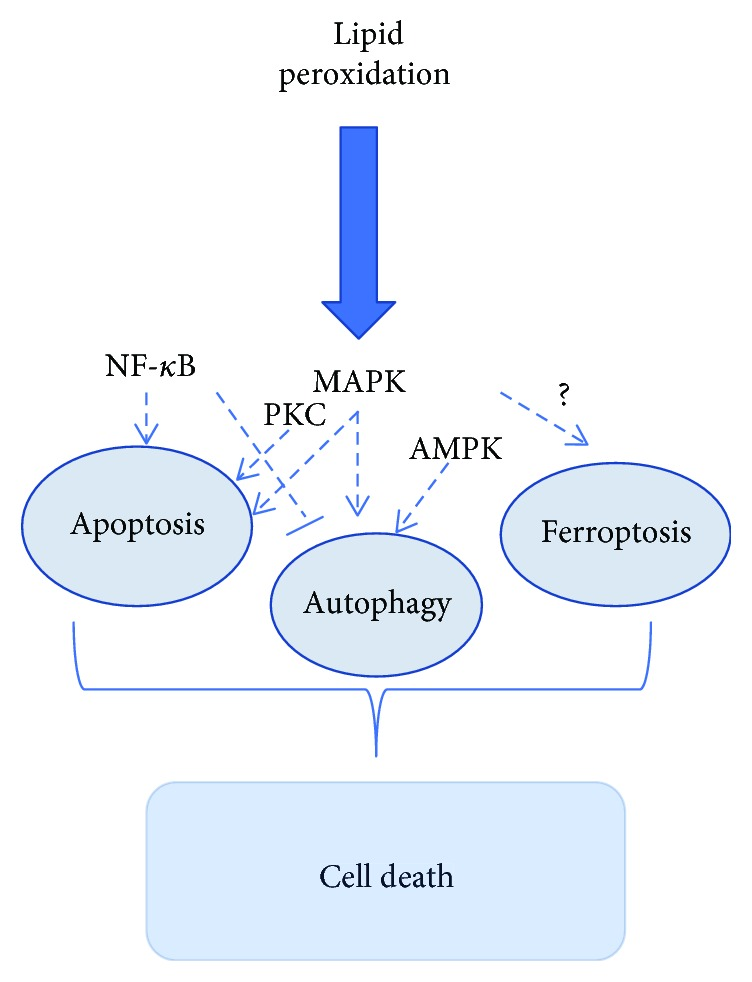 Lipid
peroxidation
NF-κB
MAPK
?
PKC
AMPK
Apoptosis
Ferroptosis
Autophagy
Cell death